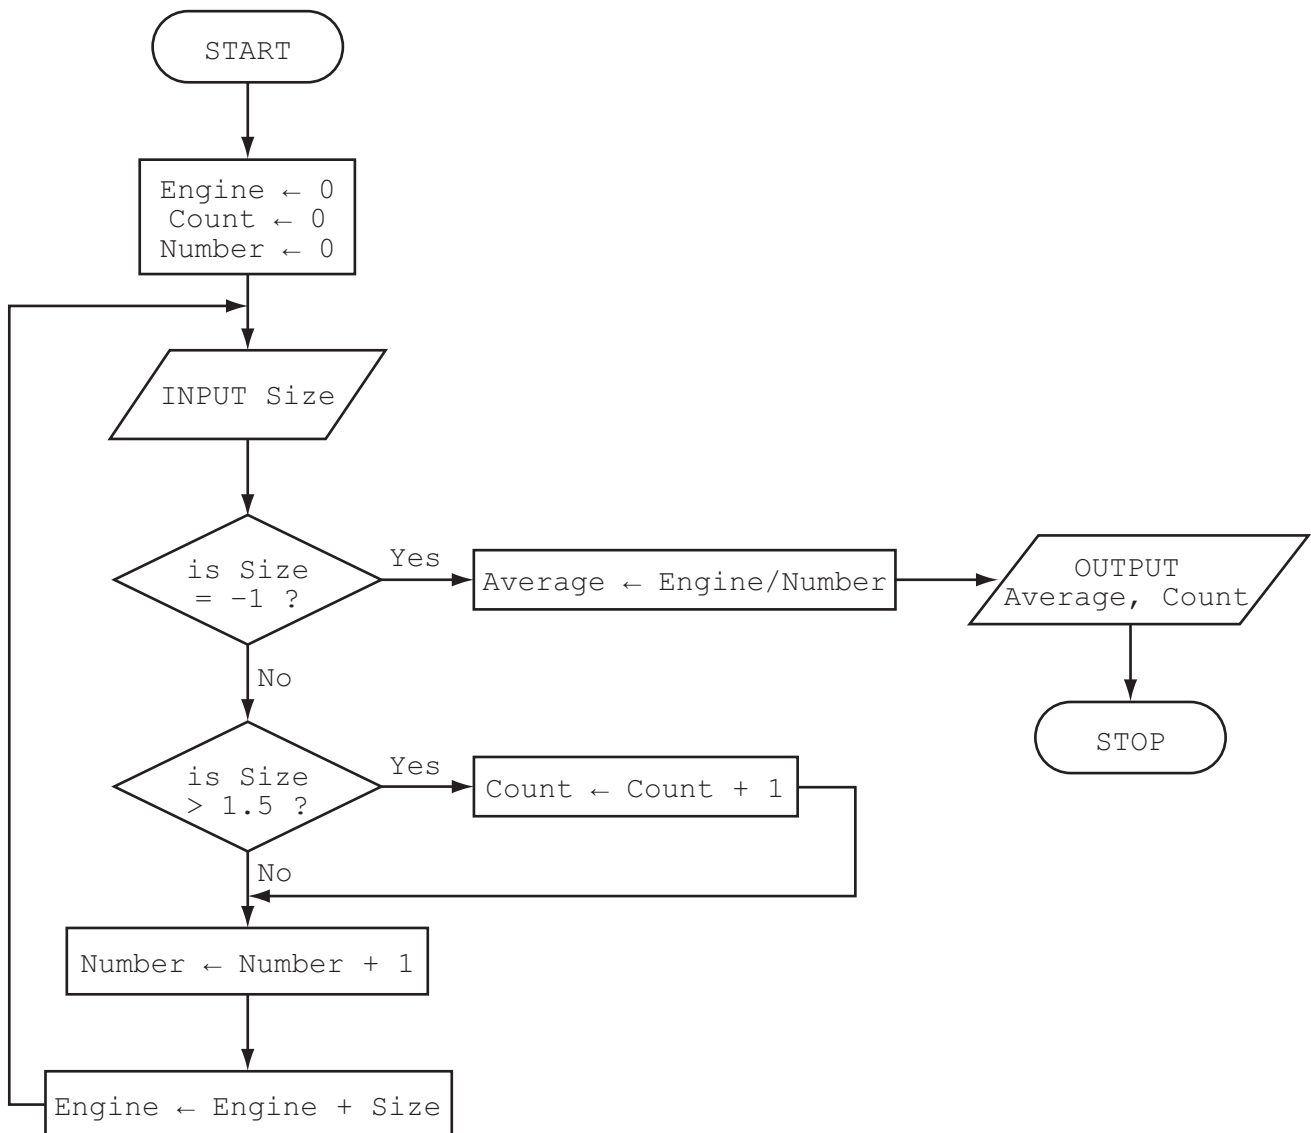 START
Engine ← 0
Count ← 0
Number ← 0
INPUT Size
is Size
= −1 ?
Yes
Average ← Engine/Number
OUTPUT
Average, Count
No
STOP
is Size
> 1.5 ?
Yes
Count ← Count + 1
No
Number ← Number + 1
Engine ← Engine + Size